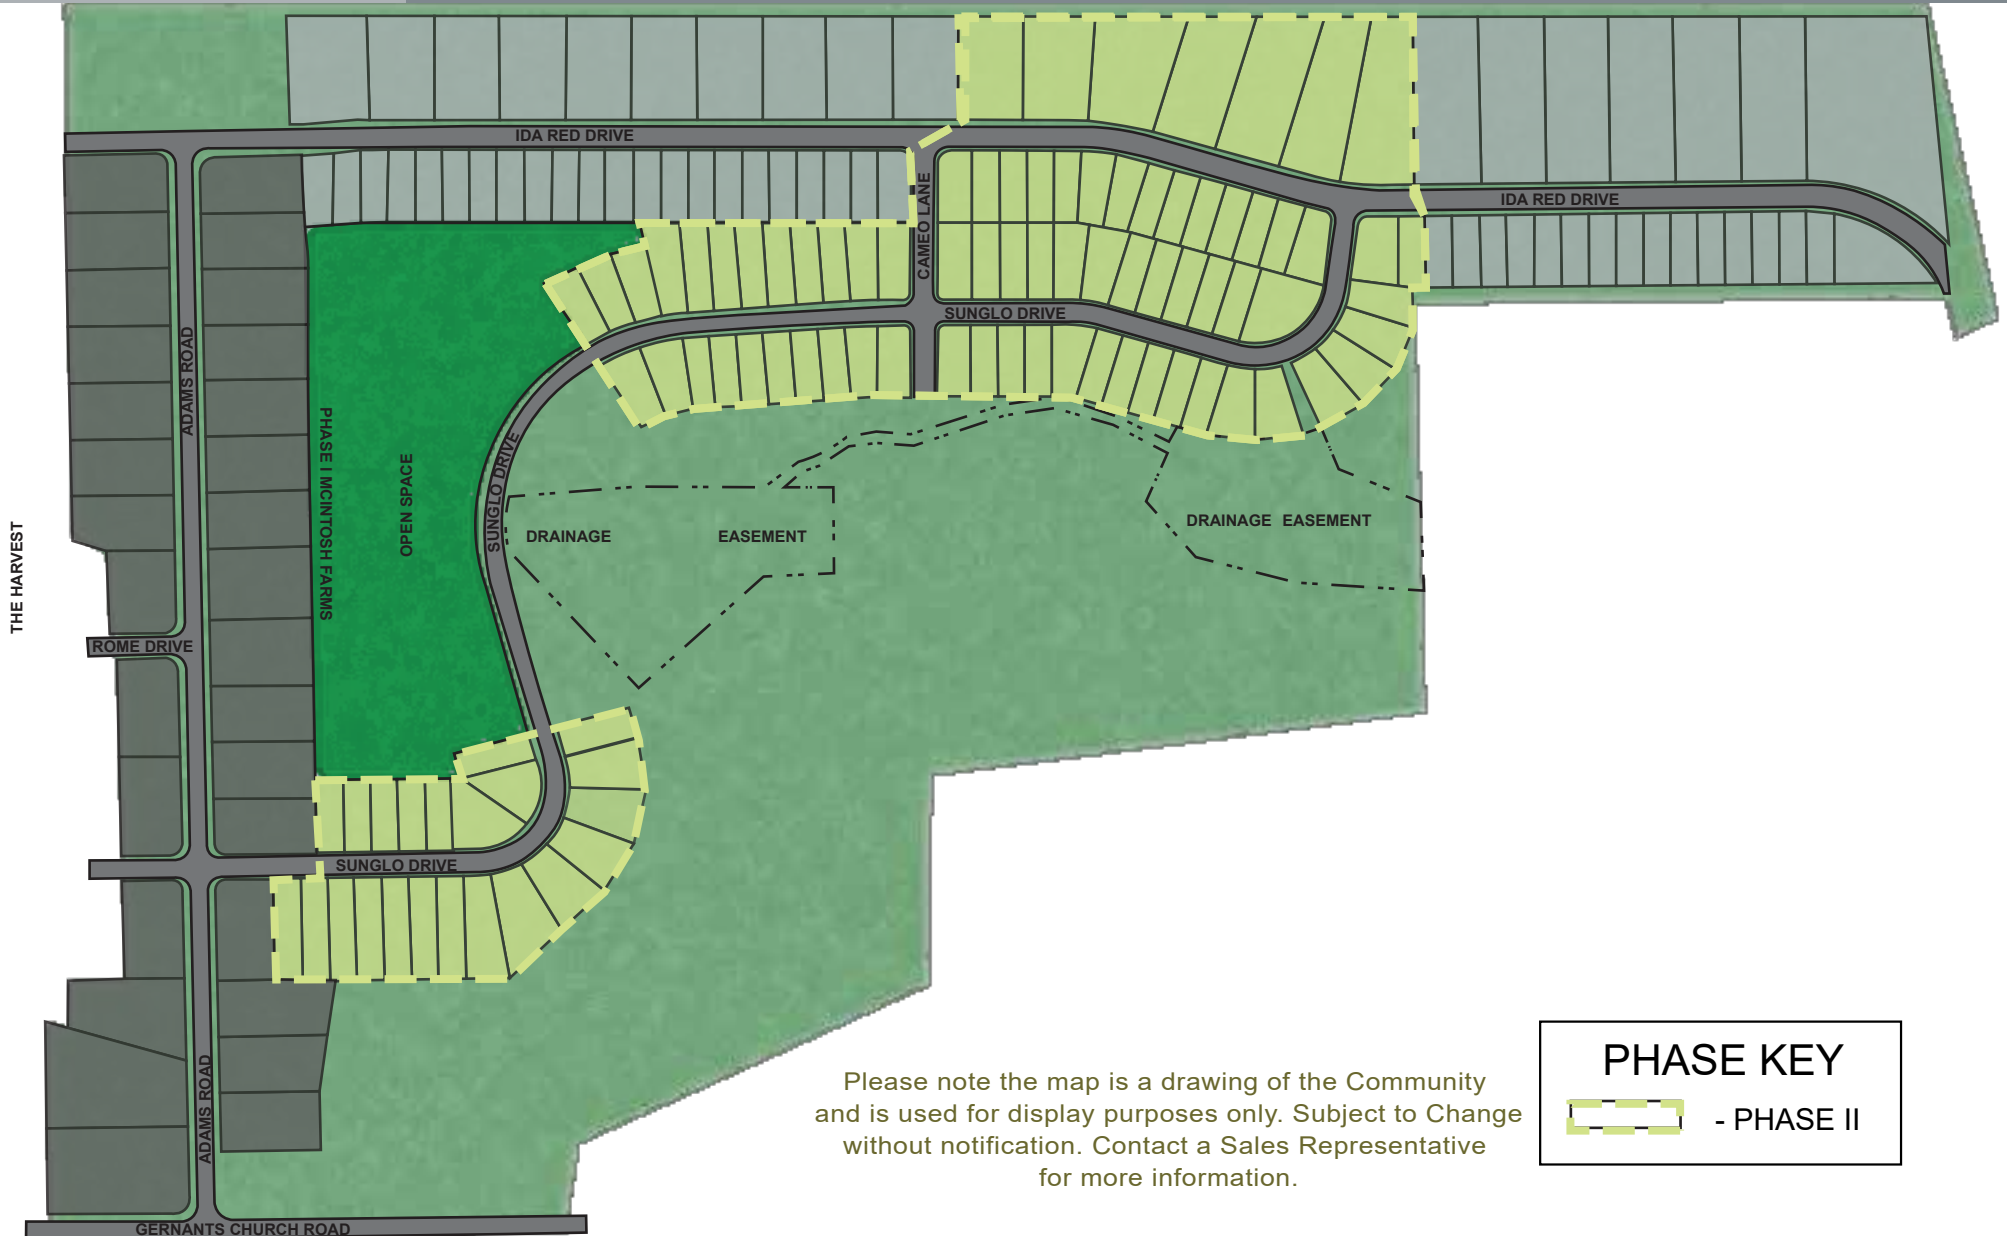 IDA RED DRIVE
CAMEO LANE
IDA RED DRIVE
SUNGLO DRIVE
ADAMS ROAD
PHASE I MCINTOSH FARMS
OPEN SPACE
SUNGLO DRIVE
DRAINAGE EASEMENT
DRAINAGE EASEMENT
THE HARVEST
ROME DRIVE
SUNGLO DRIVE
ADAMS ROAD
GERNANTS CHURCH ROAD
Please note the map is a drawing of the Community
and is used for display purposes only. Subject to Change
without notification. Contact a Sales Representative
for more information.
PHASE KEY
- PHASE II